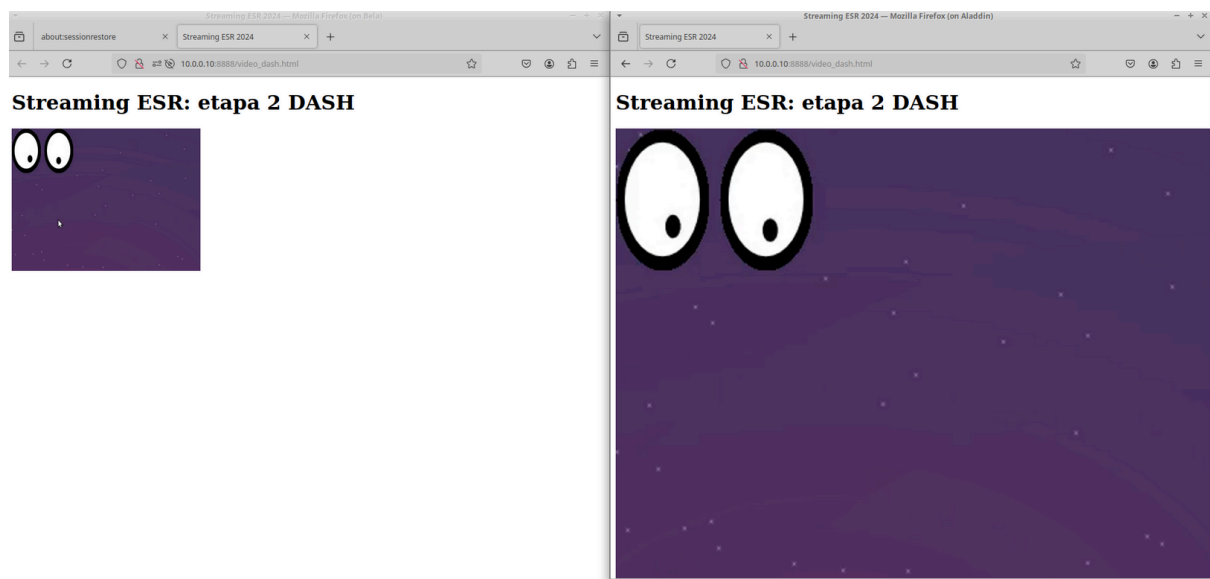 Streaming ESR 2024 — Mozilla Firefox (on Bela)
about:sessionrestore
Streaming ESR 2024
10.0.0.10:8888/video_dash.html
Streaming ESR: etapa 2 DASH
Streaming ESR 2024 — Mozilla Firefox (on Aladdin)
Streaming ESR 2024
10.0.0.10:8888/video_dash.html
Streaming ESR: etapa 2 DASH